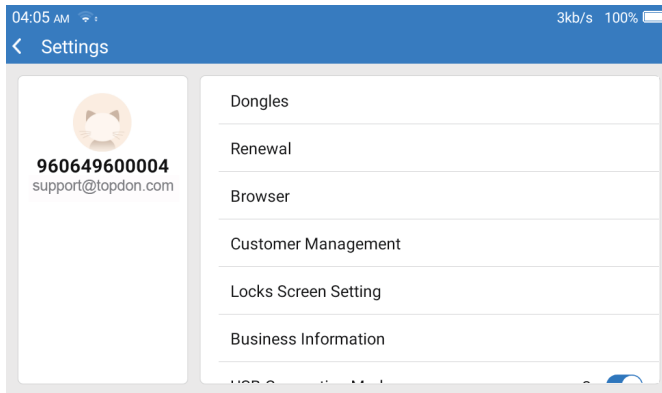 04:05 AM
3kb/s 100%
Settings
960649600004
support@topdon.com
Dongles
Renewal
Browser
Customer Management
Locks Screen Setting
Business Information